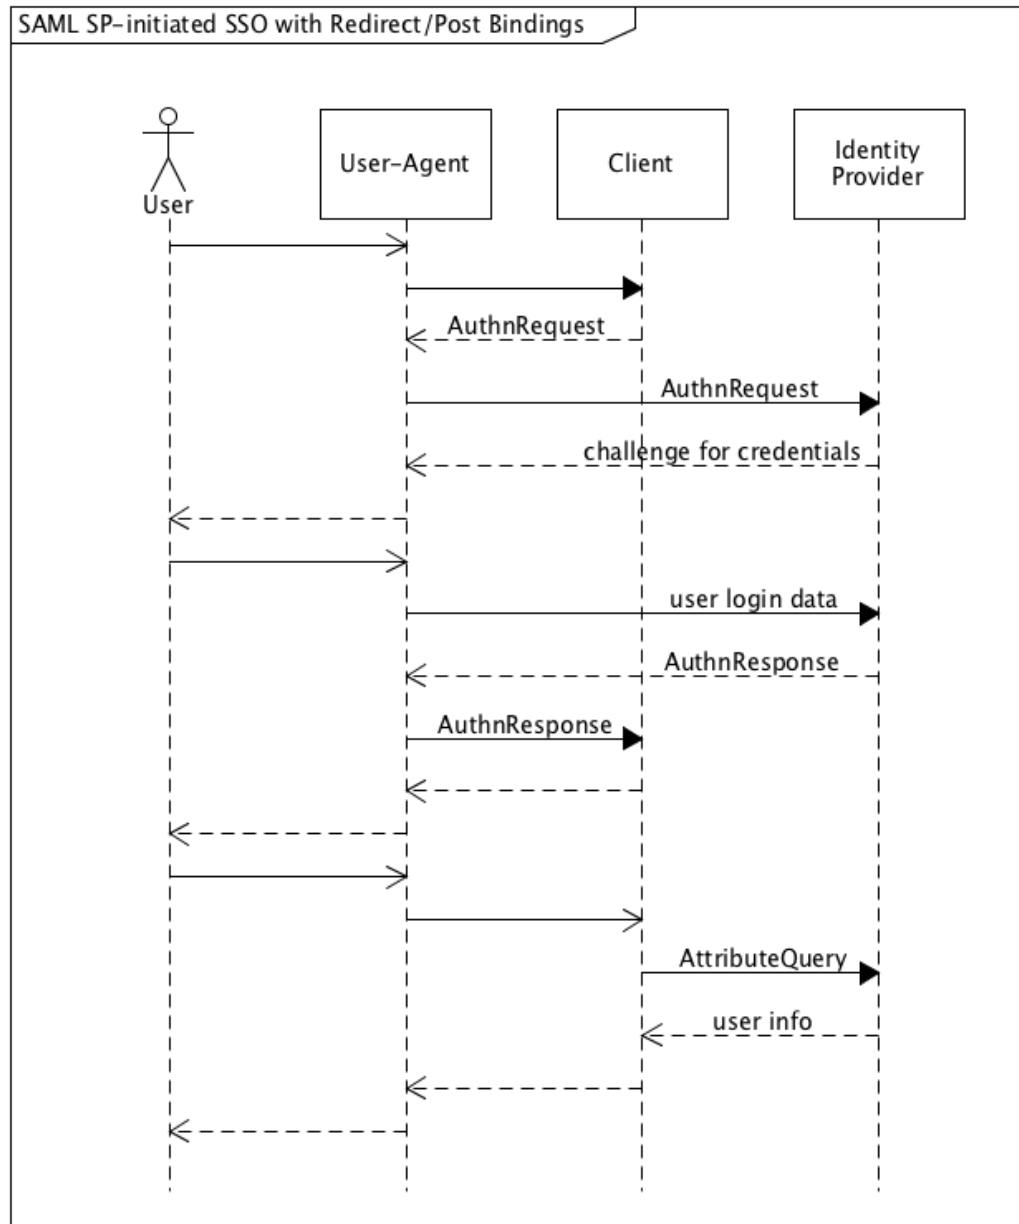 SAML SP-initiated SSO with Redirect/Post Bindings
User
User-Agent
Client
Identity
Provider
AuthnRequest
AuthnRequest
challenge for credentials
user login data
AuthnResponse
AuthnResponse
AttributeQuery
user info